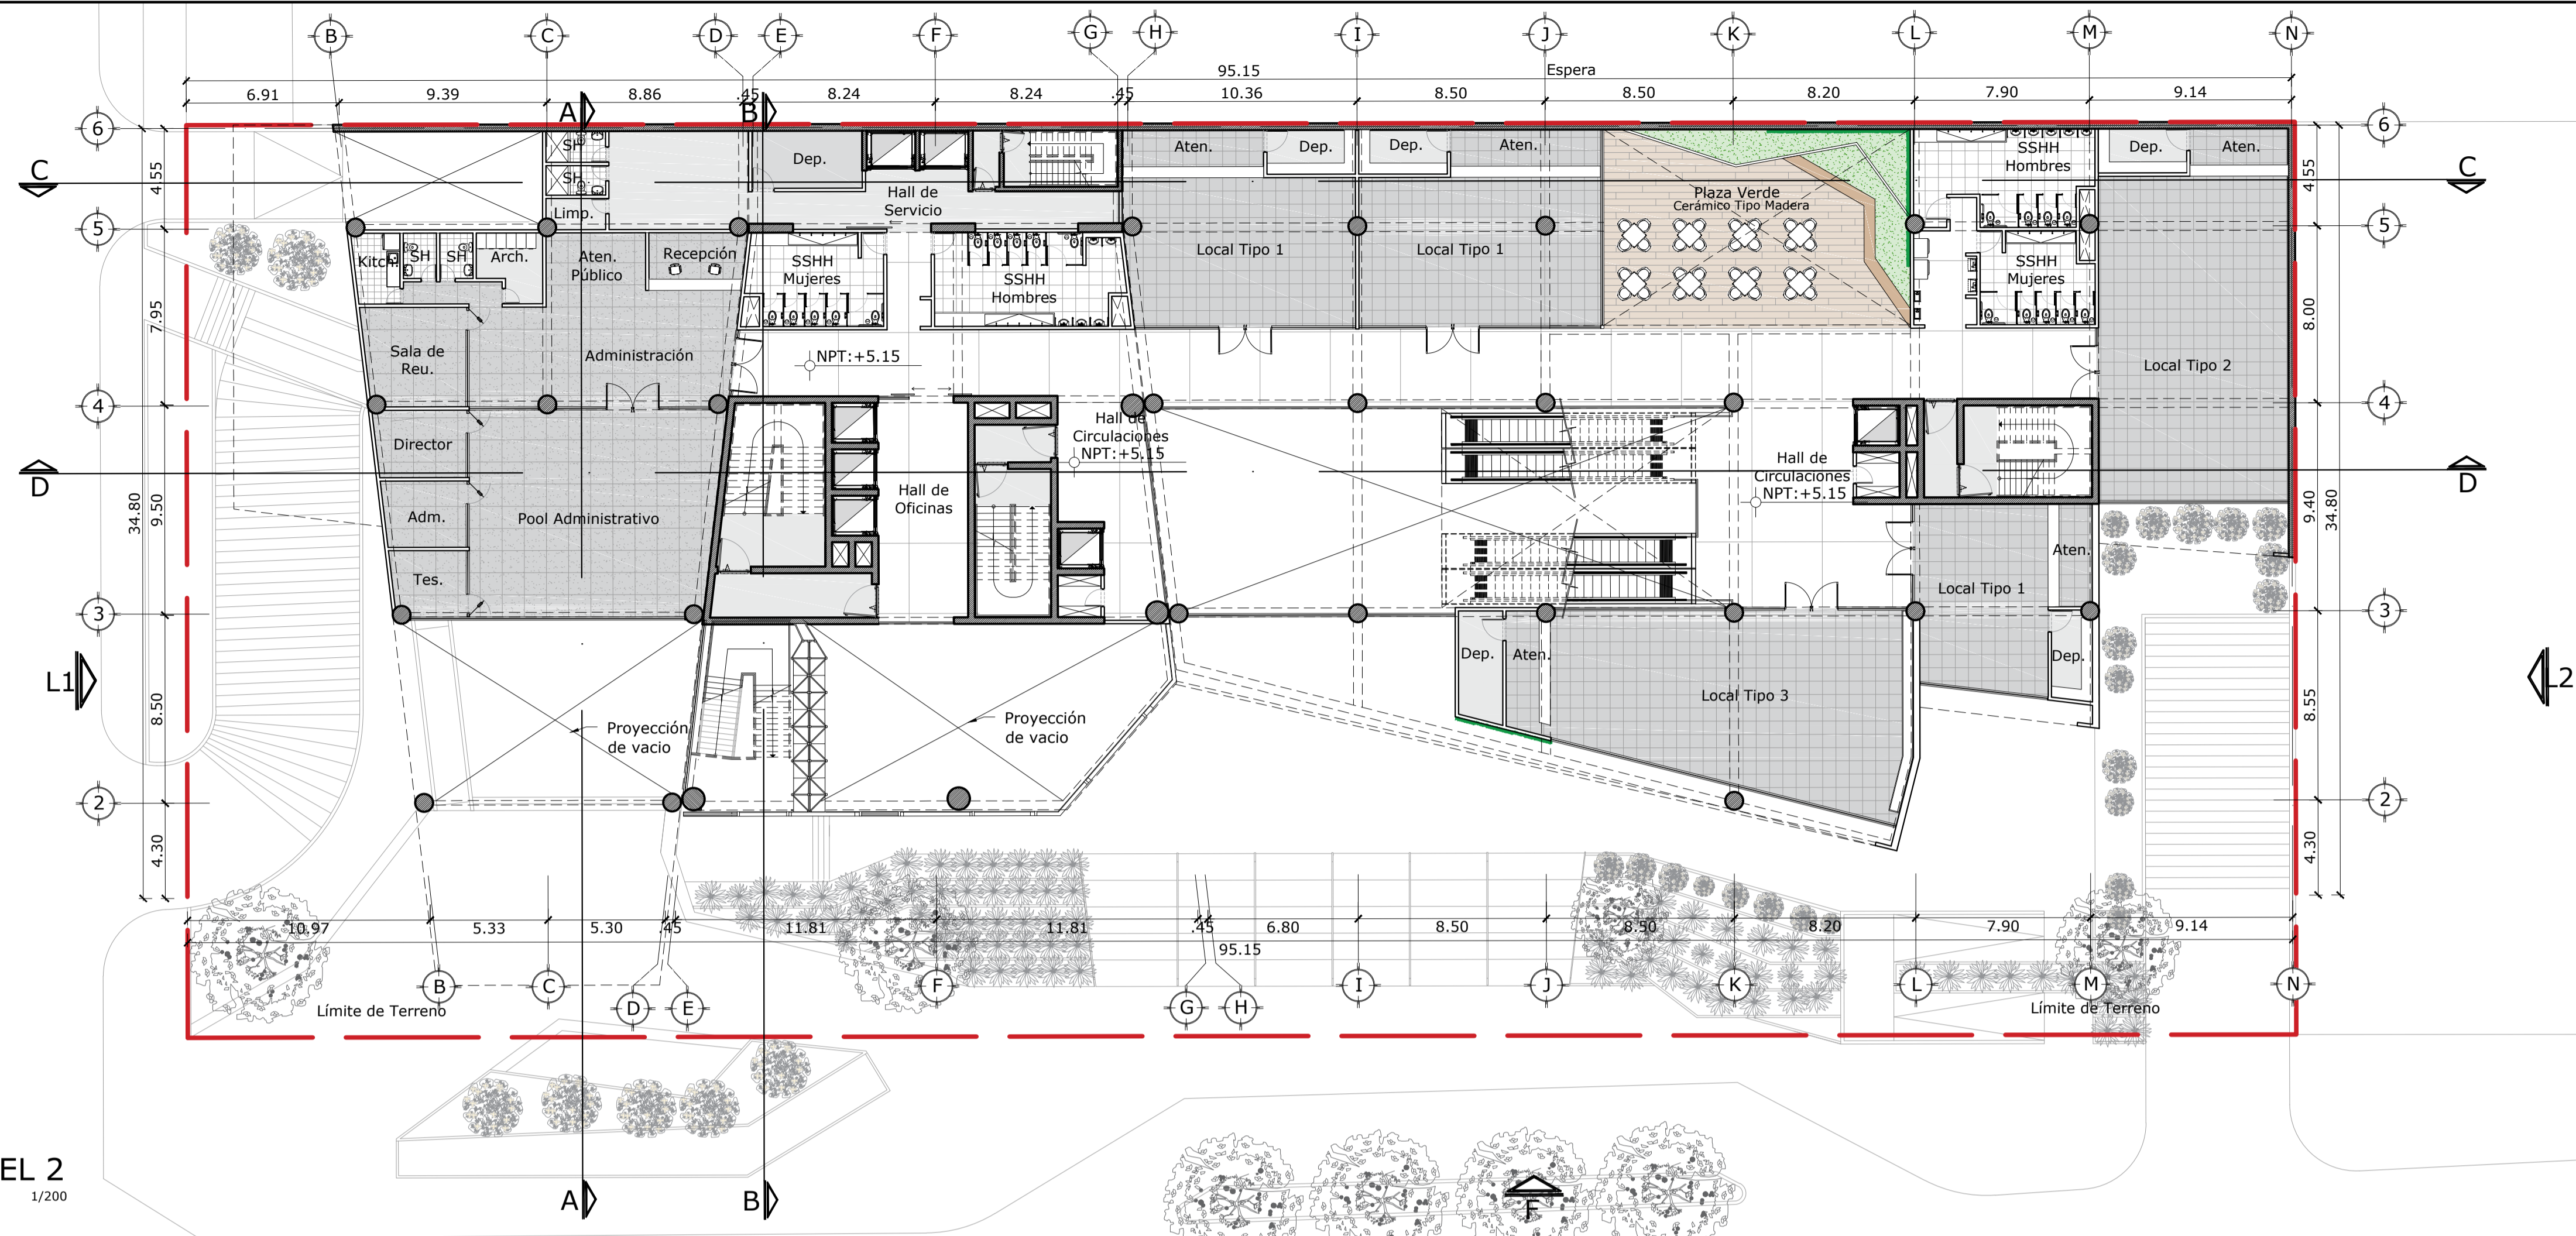 B C D E F G H I J K L M N
95.15 Espera
6.91 9.39 8.86 .45 8.24 8.24 .45 10.36 8.50 8.50 8.20 7.90 9.14
A B
6 6
SH Dep. Aten. Dep. Dep. Aten. SSHH
Hombres Dep. Aten.
C C
4.55 4.55
SH
Limp.
Hall de
Servicio
Plaza Verde
Cerámico Tipo Madera
5 5
Kitch. SH SH Arch. Aten.
Público Recepción
SSHH
Mujeres
SSHH
Hombres
Local Tipo 1 Local Tipo 1
SSHH
Mujeres
7.95 8.00
Sala de
Reu.
Administración
NPT:+5.15
Local Tipo 2
4 4
Director
Hall de
Circulaciones
NPT:+5.15
Hall de
Circulaciones
NPT:+5.15
D D
Hall de
Oficinas
34.80 9.50 9.40 34.80
Adm. Pool Administrativo
Aten.
Tes.
Local Tipo 1
3 3
Dep. Aten. Dep.
L1 L2
Local Tipo 3
8.50 8.55
Proyección
de vacio
Proyección
de vacio
2 2
4.30 4.30
10.97 5.33 5.30 .45 11.81 11.81 .45 6.80 8.50 8.50 8.20 7.90 9.14
95.15
B C D E F G H I J K L M N
Límite de Terreno Límite de Terreno
EL 2
1/200
A B F